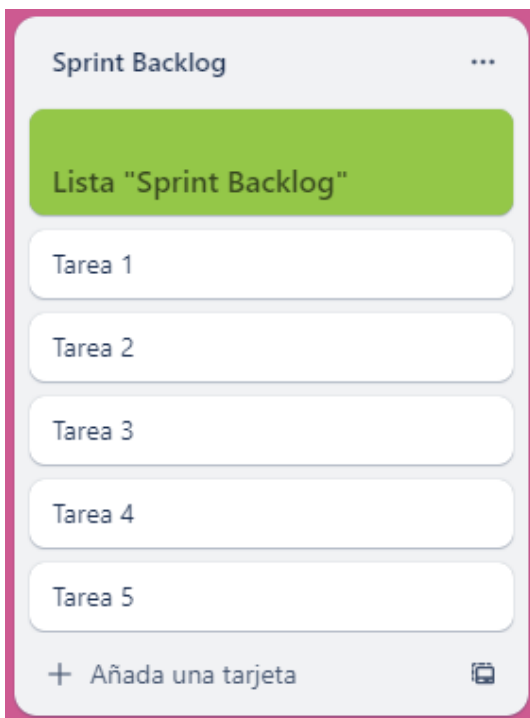 Sprint Backlog
Lista "Sprint Backlog"
Tarea 1
Tarea 2
Tarea 3
Tarea 4
Tarea 5
Añada una tarjeta